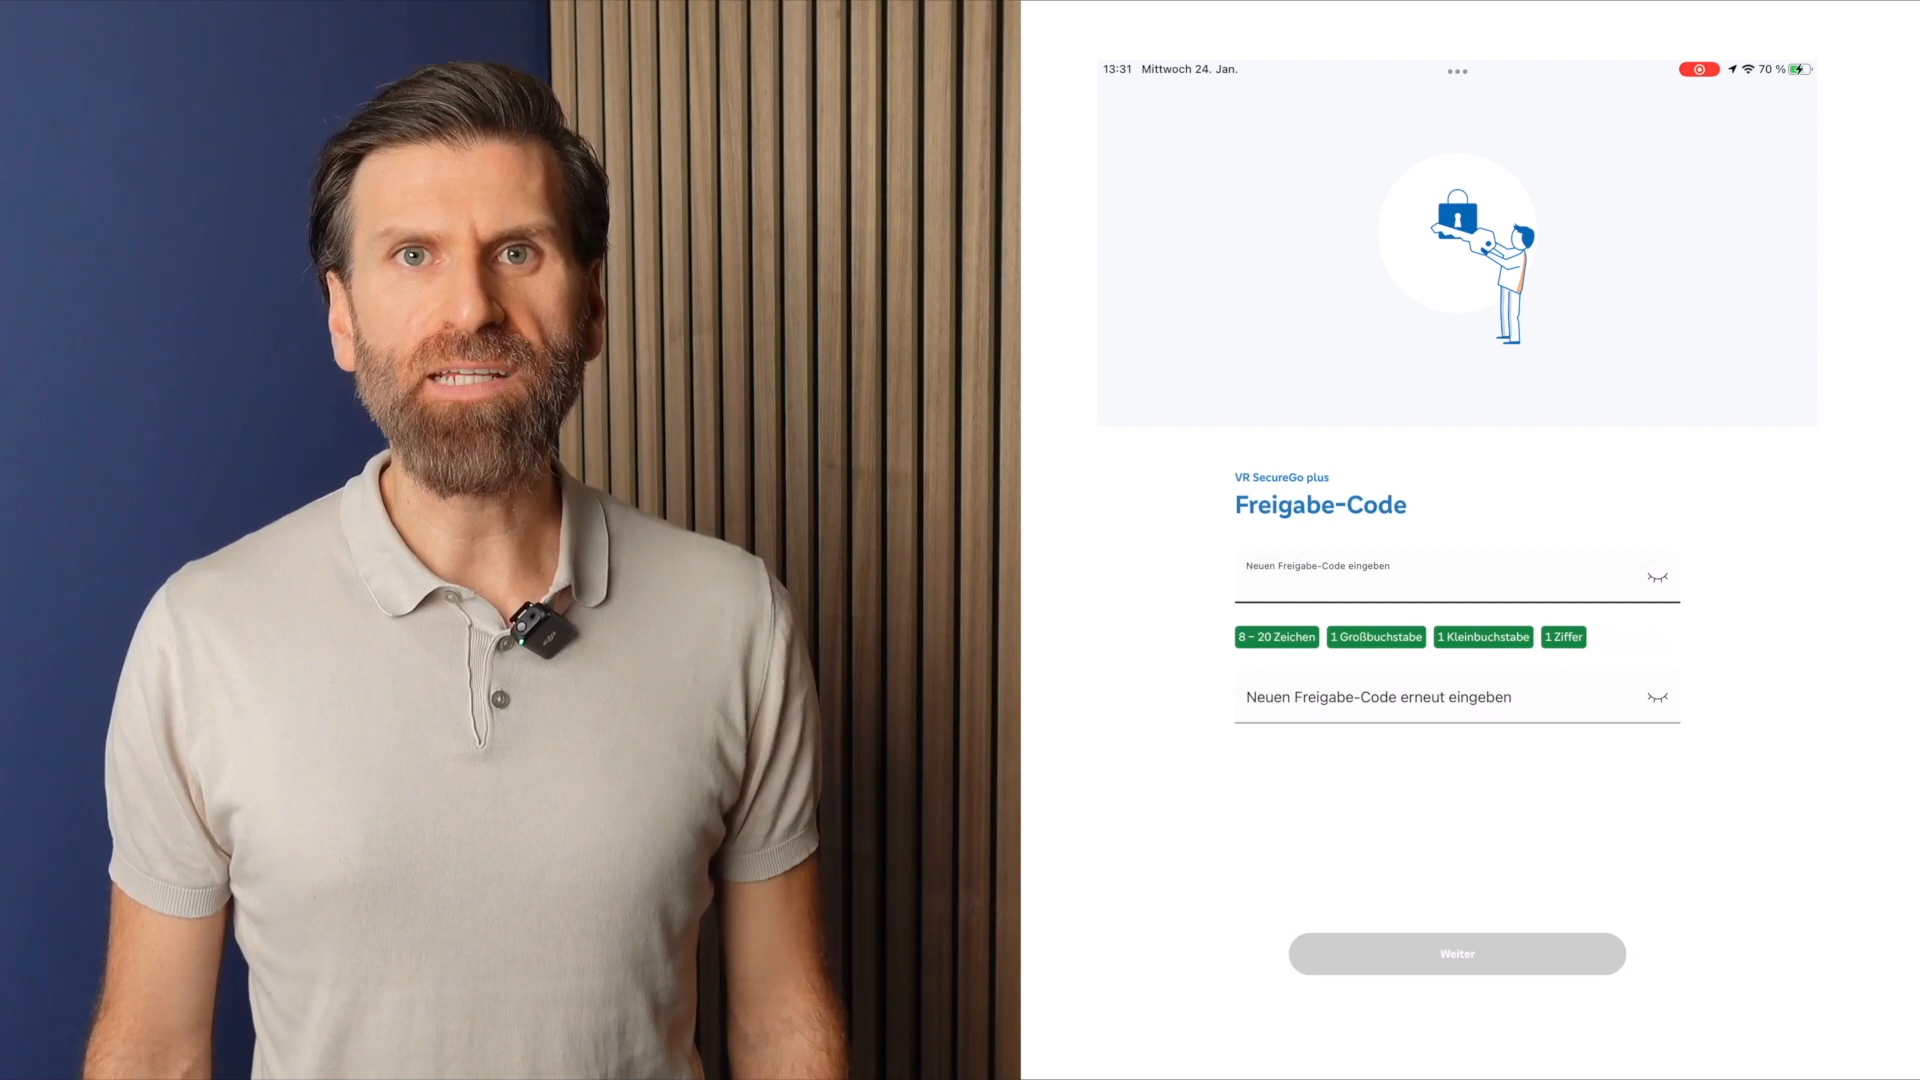 13:31 Mittwoch 24. Jan.
70 %
VR SecureGo plus
Freigabe-Code
Neuen Freigabe-Code eingeben
8 – 20 Zeichen 1 Großbuchstabe 1 Kleinbuchstabe 1 Ziffer
Neuen Freigabe-Code erneut eingeben
Weiter